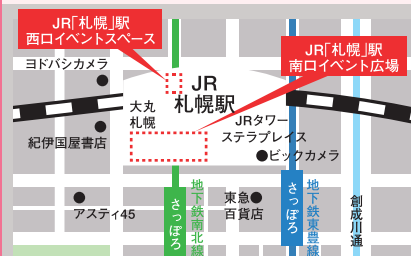 JR「札幌」駅
西口イベントスペース
JR「札幌」駅
南口イベント広場
ヨドバシカメラ
JR
札幌駅
大丸
札幌
JRタワー
ステラプレイス
紀伊国屋書店
ビックカメラ
アスティ45
さっぽろ
地下鉄南北線
東急
百貨店
さっぽろ
地下鉄東豊線
創成川通